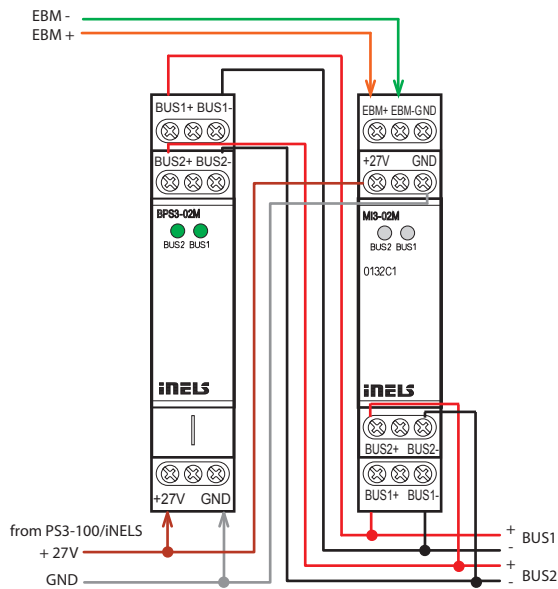 EBM -
EBM +
BUS1+ BUS1-
BUS2+ BUS2-
BPS3-02M
BUS2 BUS1
iNELS
+27V GND
EBM+ EBM-GND
+27V GND
MI3-02M
BUS2 BUS1
0132C1
iNELS
BUS2+ BUS2-
BUS1+ BUS1-
from PS3-100/iNELS
+ 27V
GND
+
- BUS1
+
- BUS2